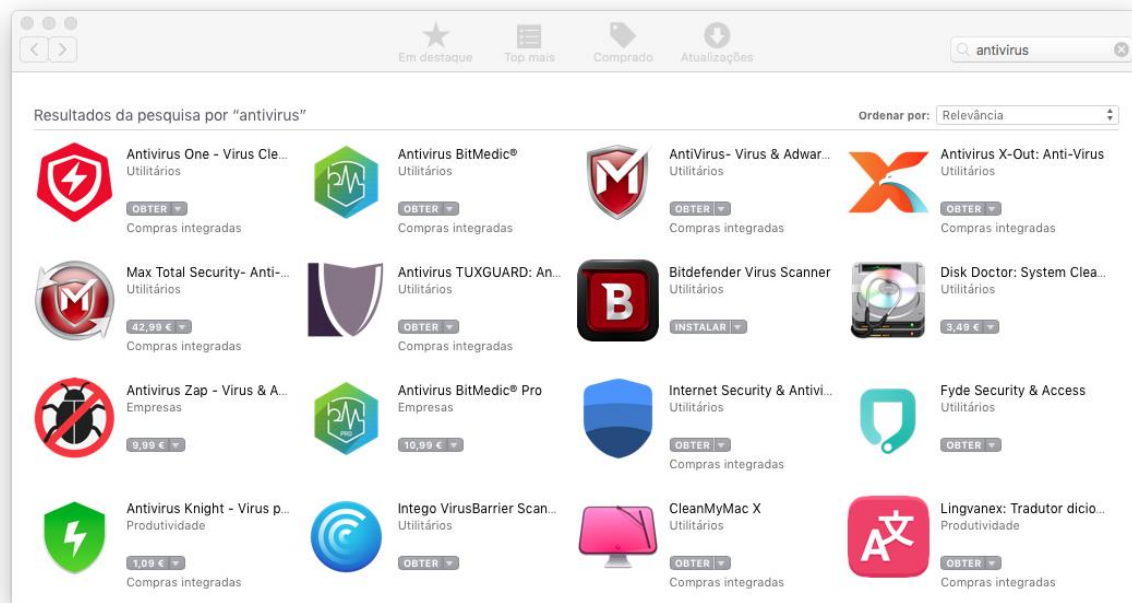 Em destaque
Top mais
Comprado
Atualizações
antivirus
Resultados da pesquisa por "antivirus"
Ordenar por: Relevância
Antivirus One - Virus Cle...
Utilitários
OBTER
Compras integradas
Antivirus BitMedic®
Utilitários
OBTER
Compras integradas
AntiVirus- Virus & Adwar...
Utilitários
OBTER
Compras integradas
Antivirus X-Out: Anti-Virus
Utilitários
OBTER
Compras integradas
Max Total Security- Anti-...
Utilitários
42,99 €
Compras integradas
Antivirus TUXGUARD: An...
Utilitários
OBTER
Compras integradas
B
Bitdefender Virus Scanner
Utilitários
INSTALAR
Disk Doctor: System Clea...
Utilitários
3,49 €
Antivirus Zap - Virus & A...
Empresas
9,99 €
PRO
Antivirus BitMedic® Pro
Empresas
10,99 €
Internet Security & Antivi...
Utilitários
OBTER
Compras integradas
Fyde Security & Access
Utilitários
OBTER
Antivirus Knight - Virus p...
Produtividade
1,09 €
Compras integradas
Intego VirusBarrier Scan...
Utilitários
OBTER
CleanMyMac X
Utilitários
OBTER
Compras integradas
A文
Lingvanex: Tradutor dicio...
Produtividade
OBTER
Compras integradas